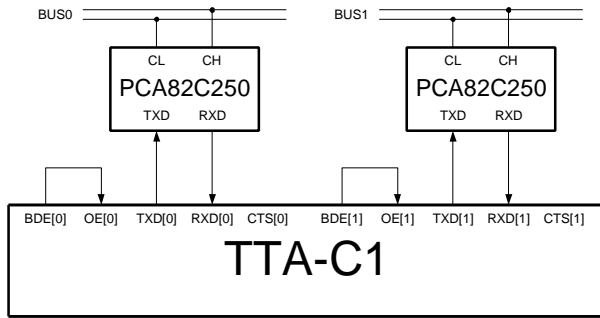 BUS0 BUS1
CL CH CL CH
PCA82C250 PCA82C250
TXD RXD TXD RXD
BDE[0] OE[0] TXD[0] RXD[0] CTS[0] BDE[1] OE[1] TXD[1] RXD[1] CTS[1]
TTA-C1